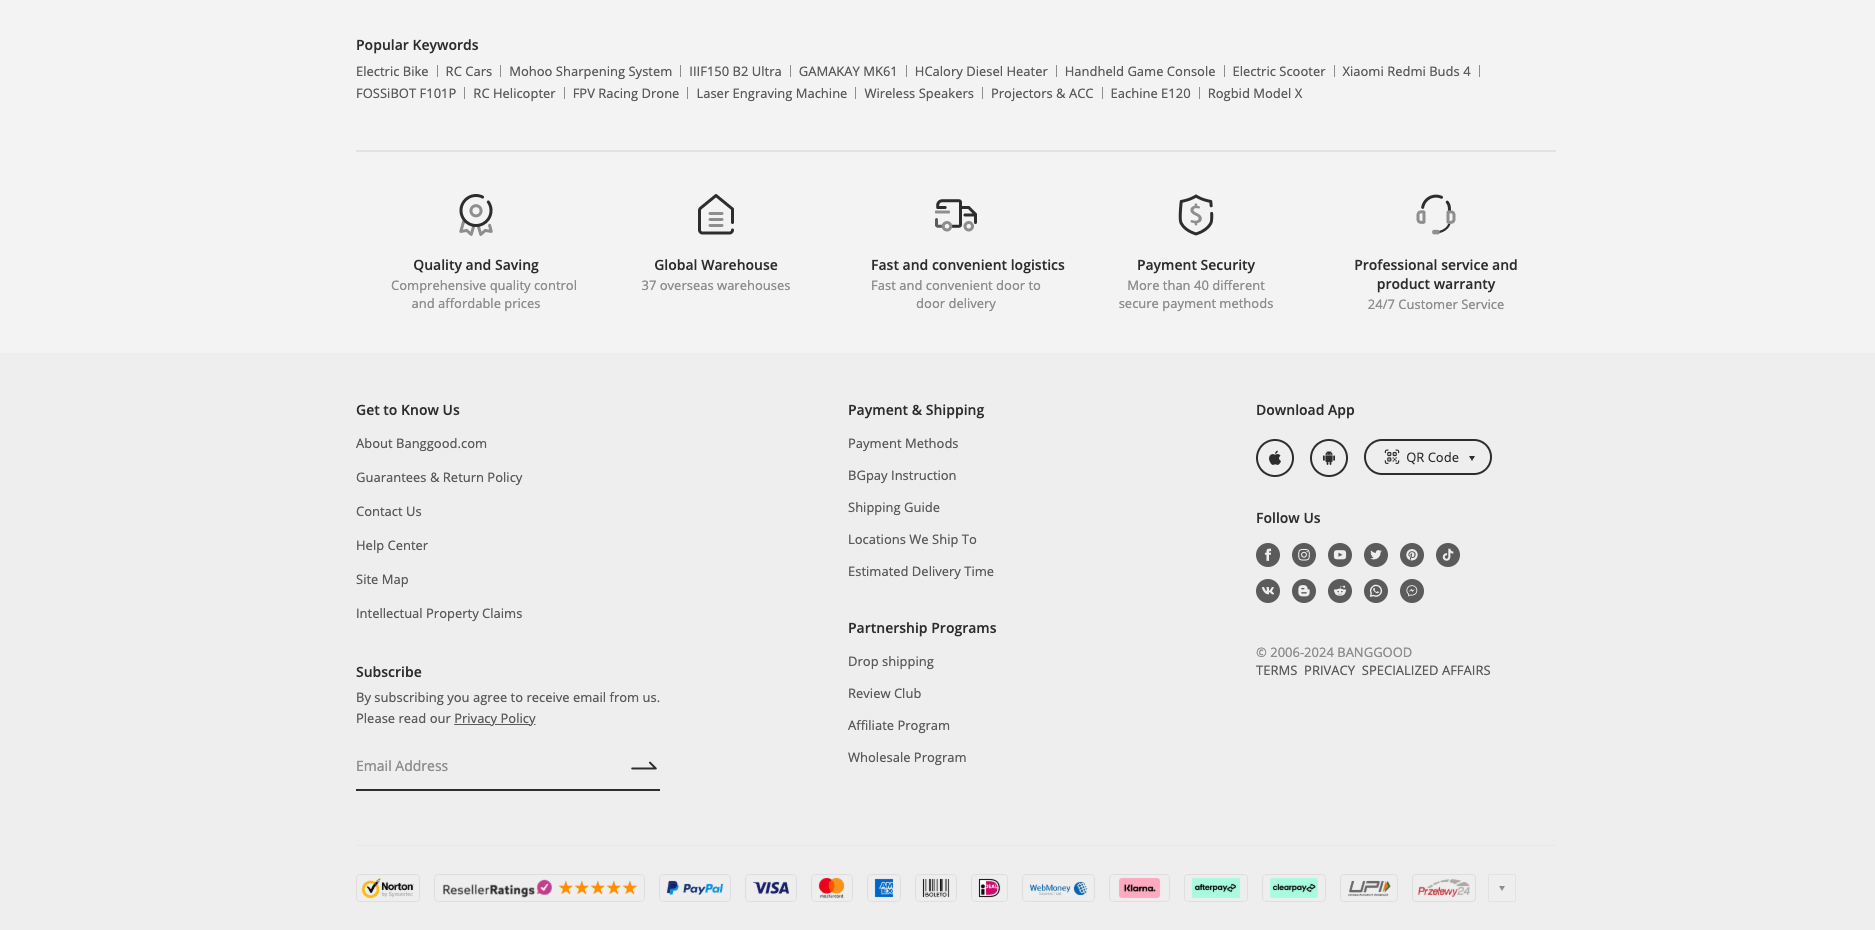 Popular Keywords
Electric Bike | RC Cars | Mohoo Sharpening System | IIIF150 B2 Ultra | GAMAKAY MK61 | HCalory Diesel Heater | Handheld Game Console | Electric Scooter | Xiaomi Redmi Buds 4 |
FOSSiBOT F101P | RC Helicopter | FPV Racing Drone | Laser Engraving Machine | Wireless Speakers | Projectors & ACC | Eachine E120 | Rogbid Model X
Quality and Saving
Comprehensive quality control
and affordable prices
Global Warehouse
37 overseas warehouses
Fast and convenient logistics
Fast and convenient door to
door delivery
Payment Security
More than 40 different
secure payment methods
Professional service and
product warranty
24/7 Customer Service
Get to Know Us
About Banggood.com
Guarantees & Return Policy
Contact Us
Help Center
Site Map
Intellectual Property Claims
Subscribe
By subscribing you agree to receive email from us.
Please read our Privacy Policy
Email Address
Payment & Shipping
Payment Methods
BGpay Instruction
Shipping Guide
Locations We Ship To
Estimated Delivery Time
Partnership Programs
Drop shipping
Review Club
Affiliate Program
Wholesale Program
Download App
QR Code
Follow Us
© 2006-2024 BANGGOOD
TERMS PRIVACY SPECIALIZED AFFAIRS
Norton
by Symantec
ResellerRatings
PayPal
VISA
mastercard
AMEX
BOLETO
iDEAL
WebMoney
Klarna.
afterpay
clearpay
UPI
Przelewy24